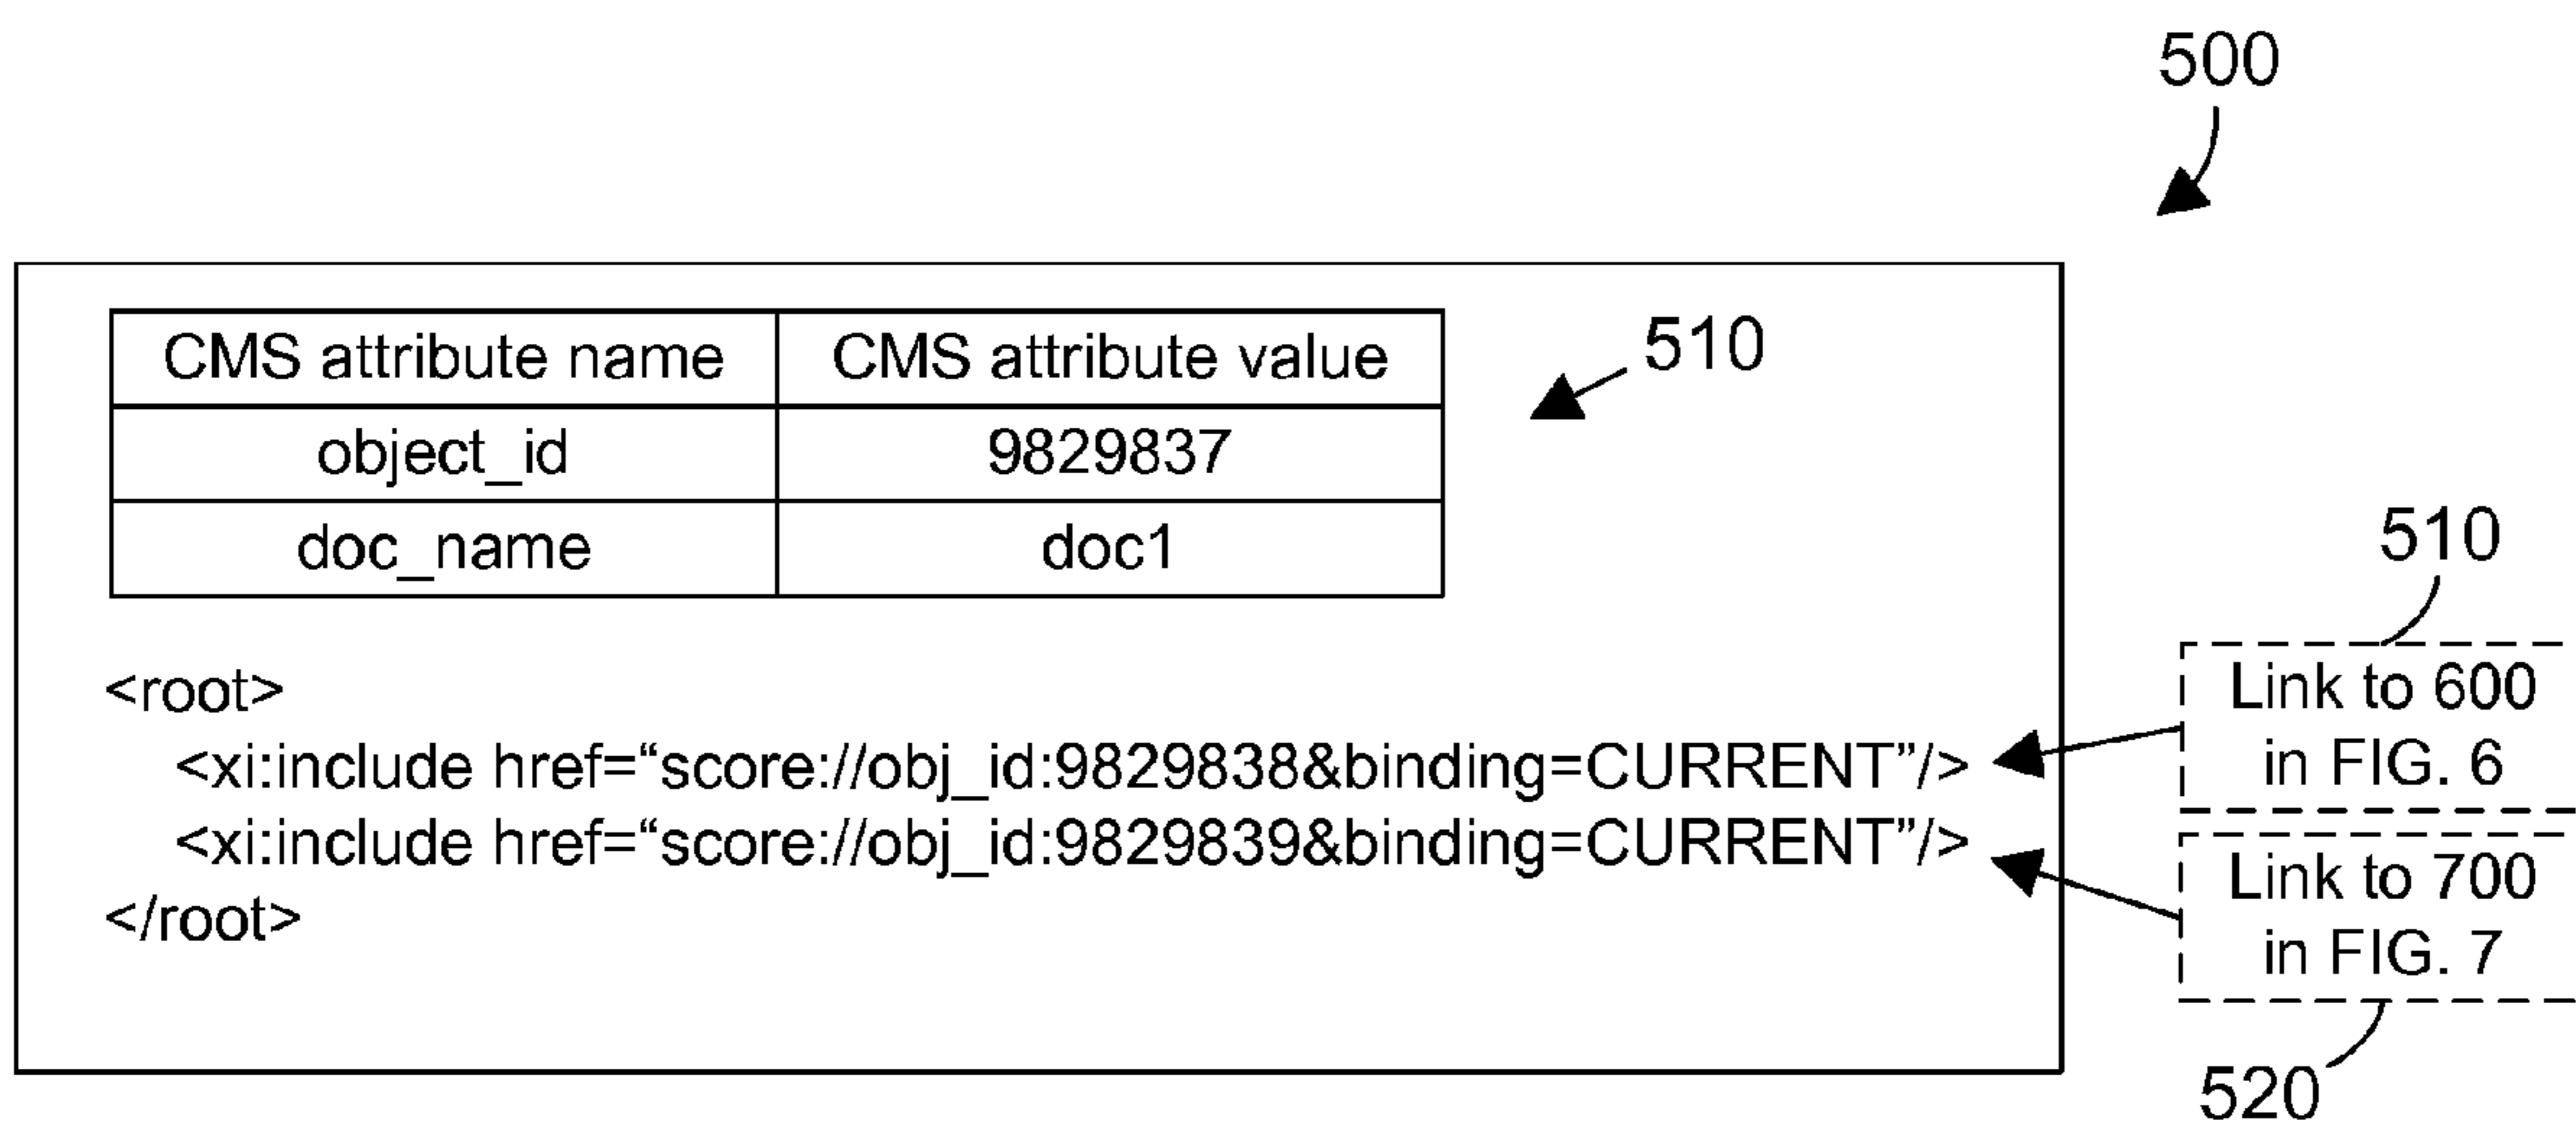 500
CMS attribute name CMS attribute value
510
object_id 9829837
doc_name doc1
510
<root>
<xi:include href=“score://obj_id:9829838&binding=CURRENT”/>
<xi:include href=“score://obj_id:9829839&binding=CURRENT”/>
</root>
Link to 600
in FIG. 6
Link to 700
in FIG. 7
520